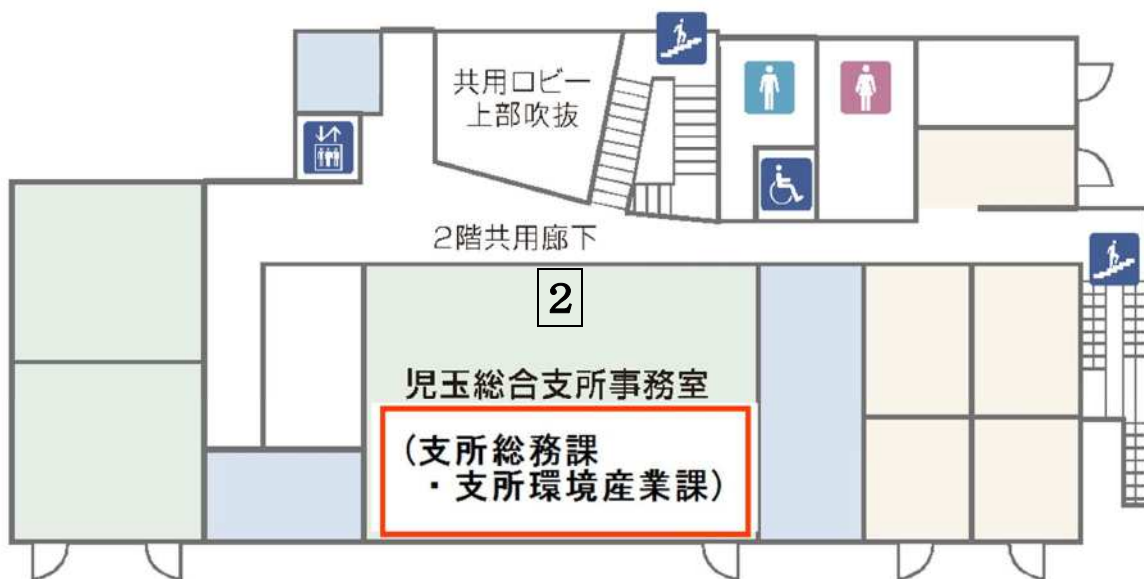 共用ロビー
上部吹抜
2階共用廊下
2
児玉総合支所事務室
(支所総務課
・支所環境産業課)